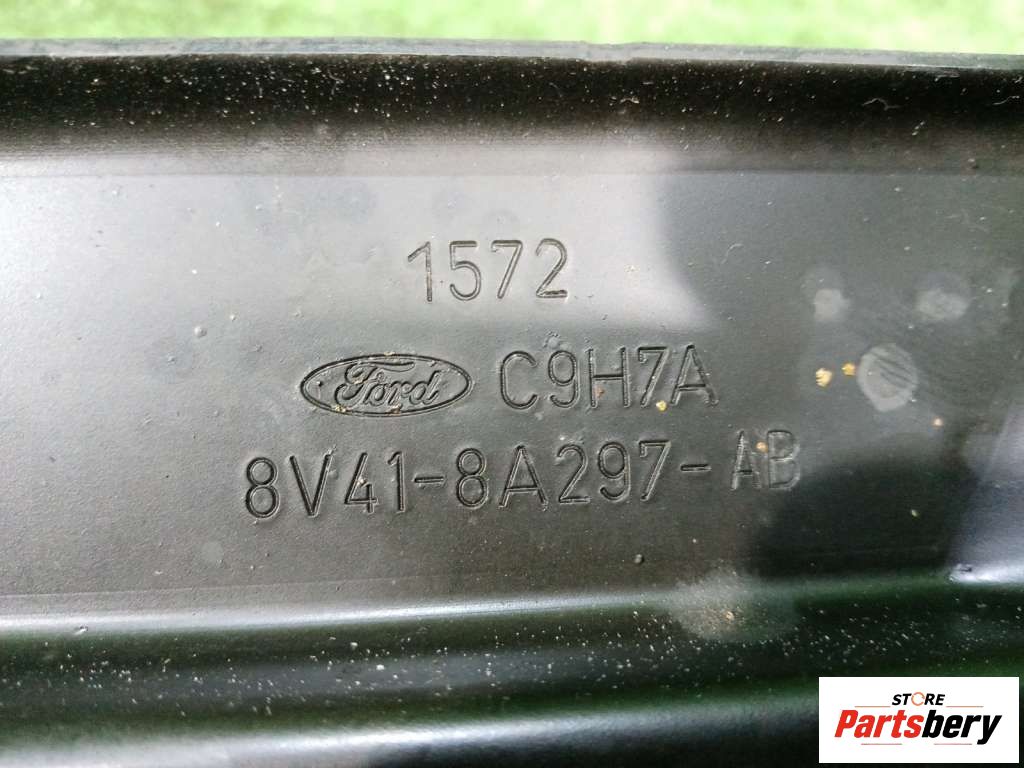 1572
Ford C9H7A
8V41-8A297-AB
STORE
Partsbery